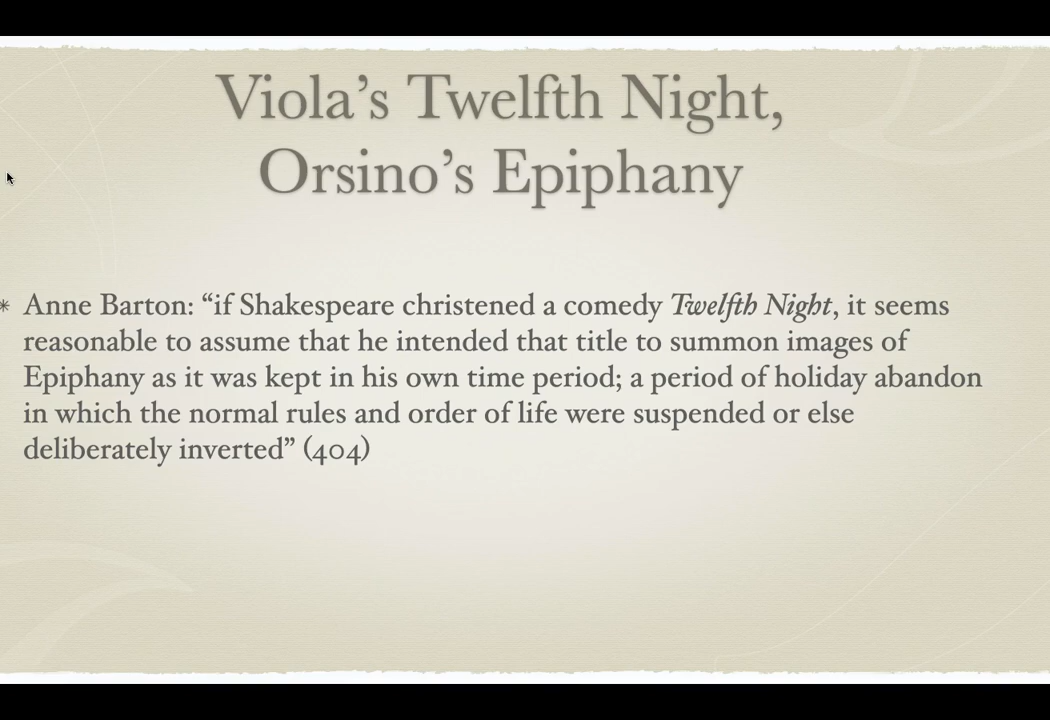 Viola’s Twelfth Night,
Orsino’s Epiphany
* Anne Barton: “if Shakespeare christened a comedy Twelfth Night, it seems
reasonable to assume that he intended that title to summon images of
Epiphany as it was kept in his own time period; a period of holiday abandon
in which the normal rules and order of life were suspended or else
deliberately inverted” (404)